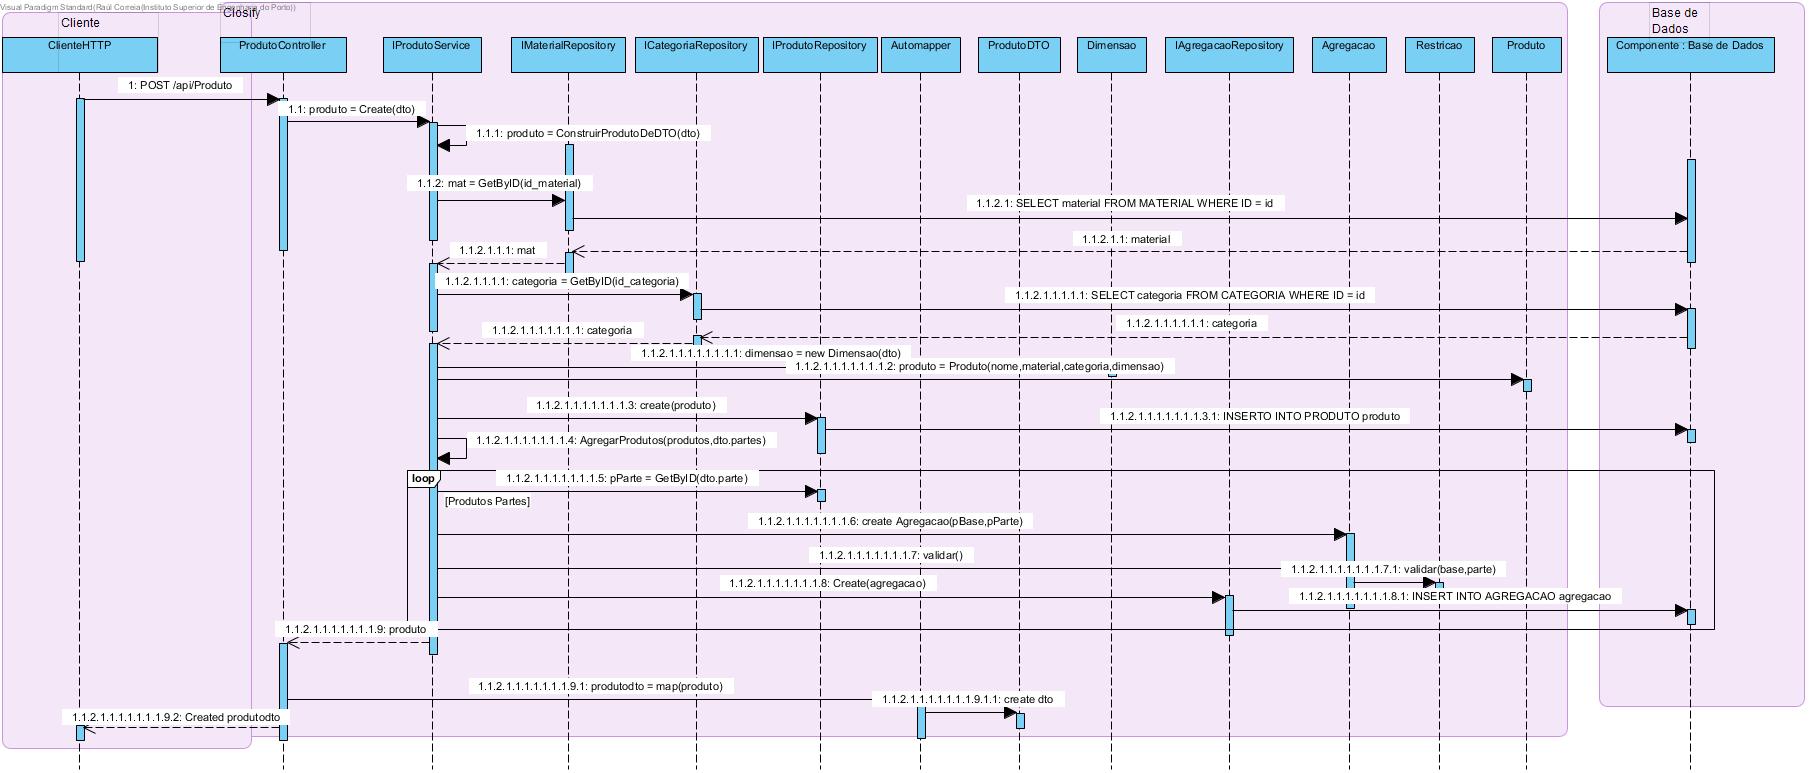 Visual Paradigm Standard(Raúl Correia(Instituto Superior de Engenharia do Porto))
Cliente
Closify
Base de
Dados
ClienteHTTP
ProdutoController
IProdutoService
IMaterialRepository
ICategoriaRepository
IProdutoRepository
Automapper
ProdutoDTO
Dimensao
IAgregacaoRepository
Agregacao
Restricao
Produto
Componente : Base de Dados
1: POST /api/Produto
1.1: produto = Create(dto)
1.1.1: produto = ConstruirProdutoDeDTO(dto)
1.1.2: mat = GetByID(id_material)
1.1.2.1: SELECT material FROM MATERIAL WHERE ID = id
1.1.2.1.1: material
1.1.2.1.1.1: mat
1.1.2.1.1.1.1: categoria = GetByID(id_categoria)
1.1.2.1.1.1.1.1: SELECT categoria FROM CATEGORIA WHERE ID = id
1.1.2.1.1.1.1.1.1: categoria
1.1.2.1.1.1.1.1.1.1: categoria
1.1.2.1.1.1.1.1.1.1.1: dimensao = new Dimensao(dto)
1.1.2.1.1.1.1.1.1.1.2: produto = Produto(nome,material,categoria,dimensao)
1.1.2.1.1.1.1.1.1.1.3: create(produto)
1.1.2.1.1.1.1.1.1.1.3.1: INSERTO INTO PRODUTO produto
1.1.2.1.1.1.1.1.1.1.4: AgregarProdutos(produtos,dto.partes)
loop
1.1.2.1.1.1.1.1.1.1.5: pParte = GetByID(dto.parte)
[Produtos Partes]
1.1.2.1.1.1.1.1.1.1.6: create Agregacao(pBase,pParte)
1.1.2.1.1.1.1.1.1.1.7: validar()
1.1.2.1.1.1.1.1.1.1.7.1: validar(base,parte)
1.1.2.1.1.1.1.1.1.1.8: Create(agregacao)
1.1.2.1.1.1.1.1.1.1.8.1: INSERT INTO AGREGACAO agregacao
1.1.2.1.1.1.1.1.1.1.9: produto
1.1.2.1.1.1.1.1.1.1.9.1: produtodto = map(produto)
1.1.2.1.1.1.1.1.1.1.9.1.1: create dto
1.1.2.1.1.1.1.1.1.1.9.2: Created produtodto